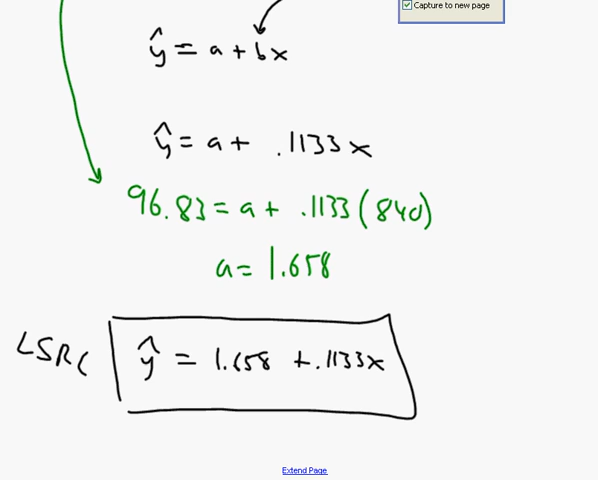 Capture to new page
ŷ = a + bx
ŷ = a + .1133x
96.83 = a + .1133(840)
a = 1.658
LSRL
ŷ = 1.658 + .1133x
Extend Page